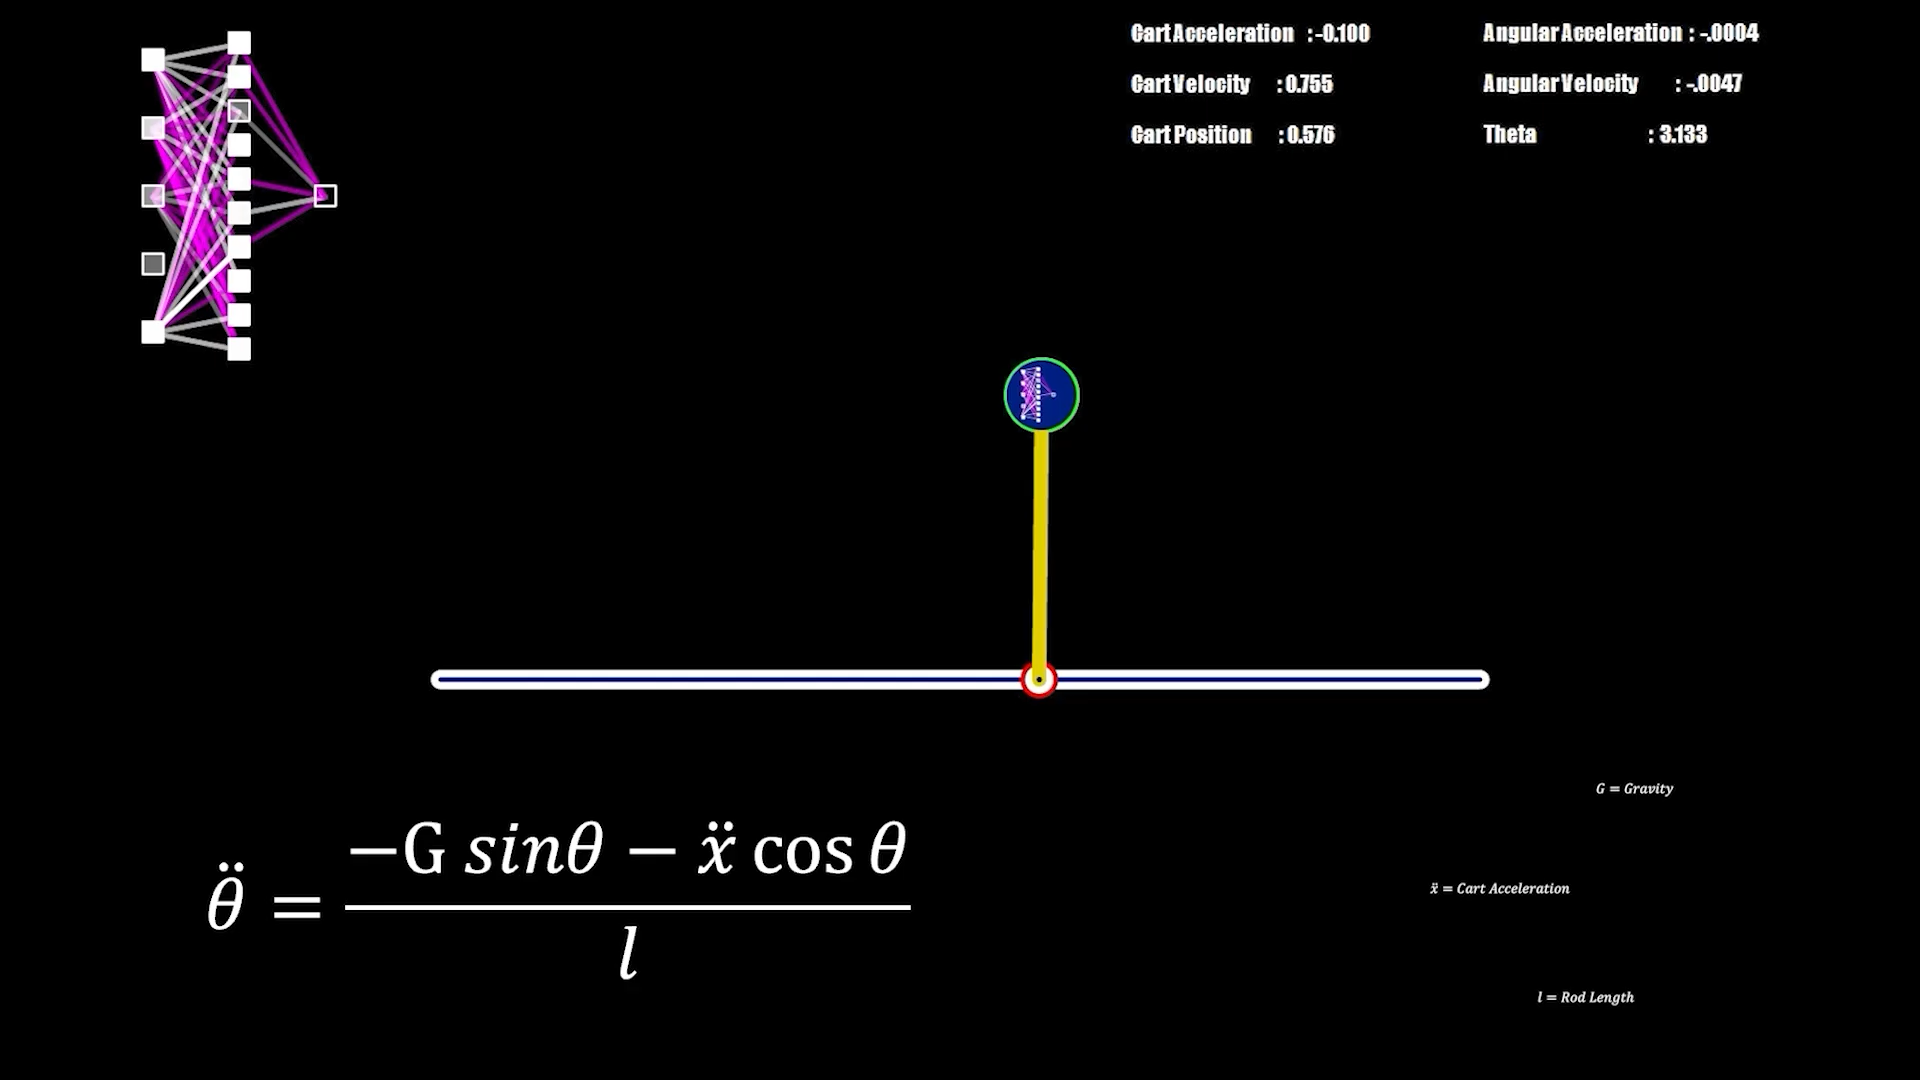 Cart Acceleration : -0.100
Angular Acceleration : -.0004
Cart Velocity : 0.755
Angular Velocity : -.0047
Cart Position : 0.576
Theta : 3.133
G = Gravity
θ̈ = (−G sinθ − ẍ cos θ) / l
ẍ = Cart Acceleration
l = Rod Length